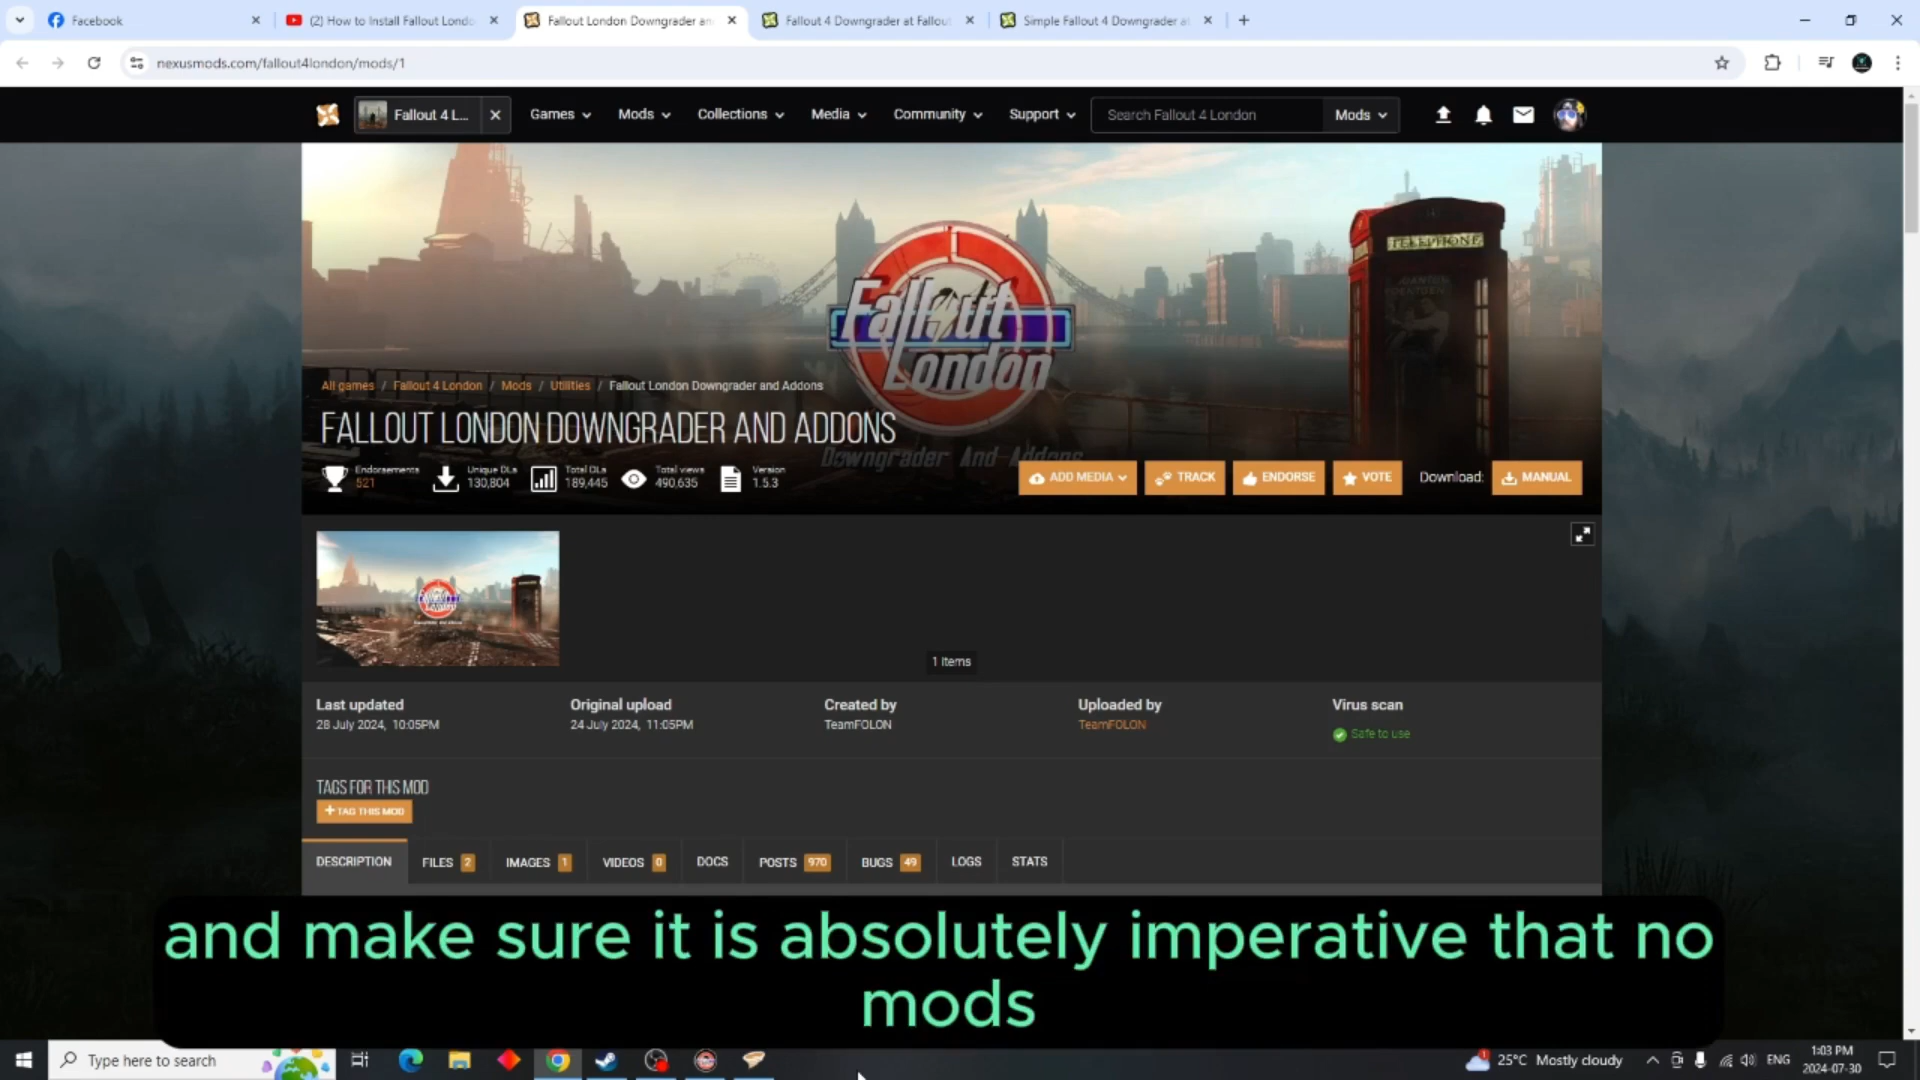 Facebook
(2) How to Install Fallout Londo
Fallout London Downgrader an
Fallout 4 Downgrader at Fallout
Simple Fallout 4 Downgrader at
nexusmods.com/fallout4london/mods/1
Fallout 4 L...
Games
Mods
Collections
Media
Community
Support
Search Fallout 4 London
Mods
TELEPHONE
Fallout
London
Downgrader And Addons
All games / Fallout 4 London / Mods / Utilities / Fallout London Downgrader and Addons
FALLOUT LONDON DOWNGRADER AND ADDONS
Endorsements
521
Unique DLs
130,804
Total DLs
189,445
Total views
490,635
Version
1.5.3
ADD MEDIA
TRACK
ENDORSE
VOTE
Download:
MANUAL
1 items
Last updated
28 July 2024, 10:05PM
Original upload
24 July 2024, 11:05PM
Created by
TeamFOLON
Uploaded by
TeamFOLON
Virus scan
Safe to use
TAGS FOR THIS MOD
+ TAG THIS MOD
DESCRIPTION
FILES 2
IMAGES 1
VIDEOS 0
DOCS
POSTS 970
BUGS 49
LOGS
STATS
and make sure it is absolutely imperative that no
mods
Type here to search
25°C Mostly cloudy
ENG
1:03 PM
2024-07-30